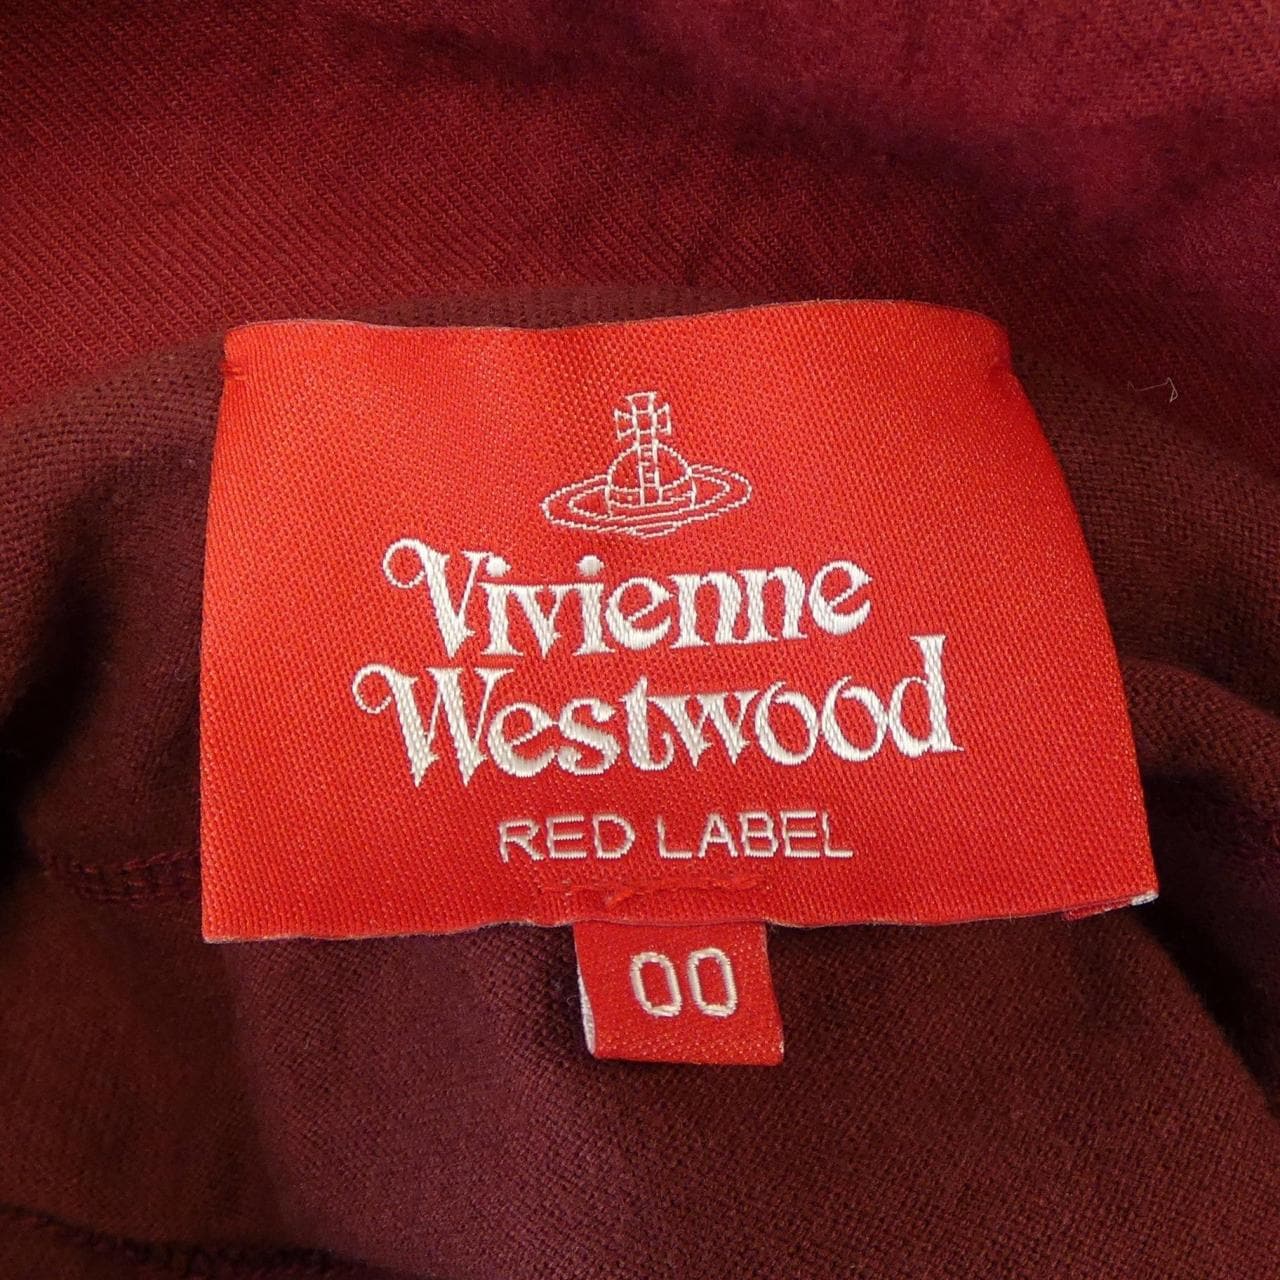 Vivienne
Westwood
RED LABEL
00